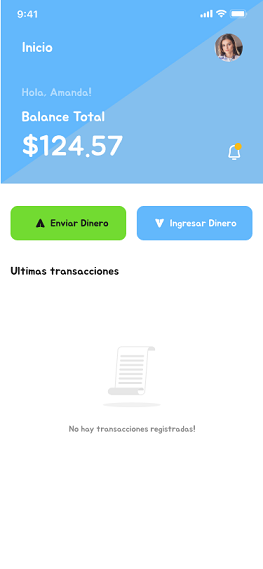 9:41
Inicio
Hola, Amanda!
Balance Total
$124.57
Enviar Dinero
Ingresar Dinero
Ultimas transacciones
No hay transacciones registradas!